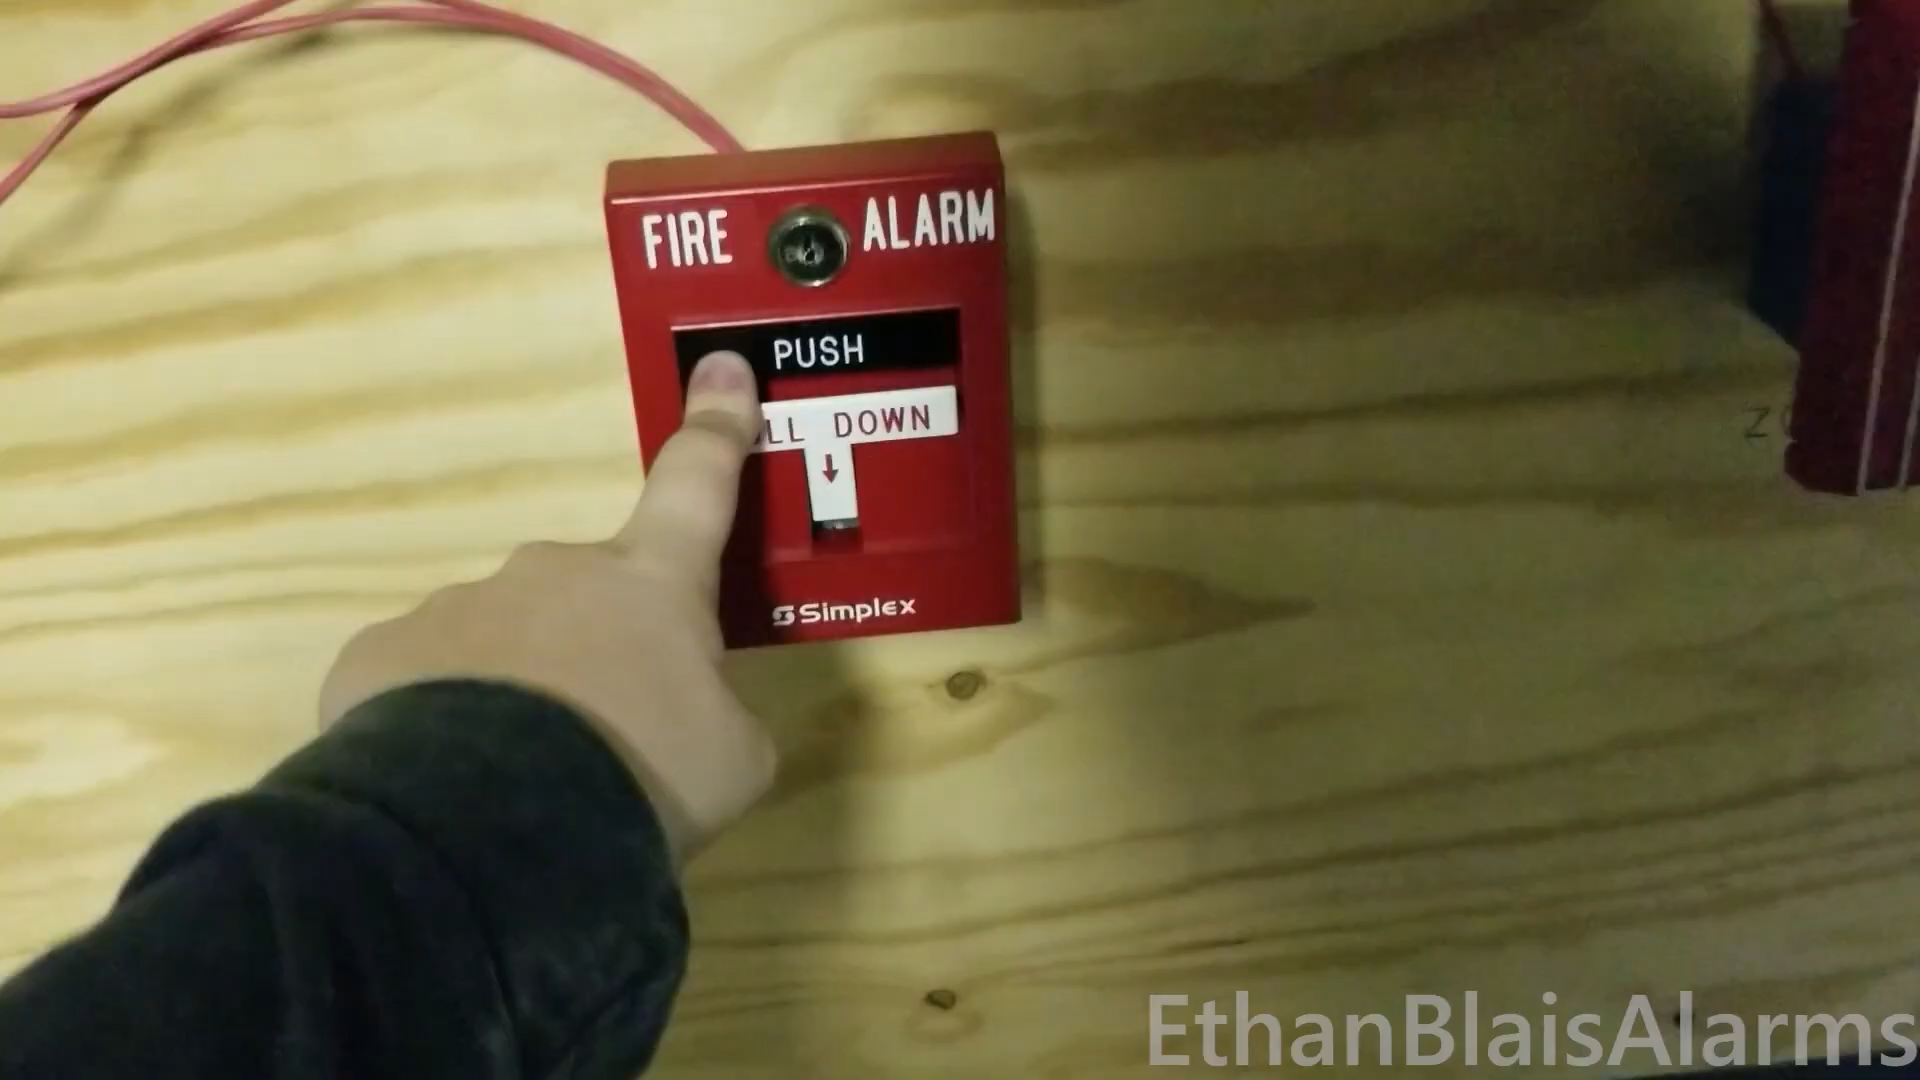 FIRE ALARM
PUSH
DOWN
Simplex
EthanBlaisAlarms